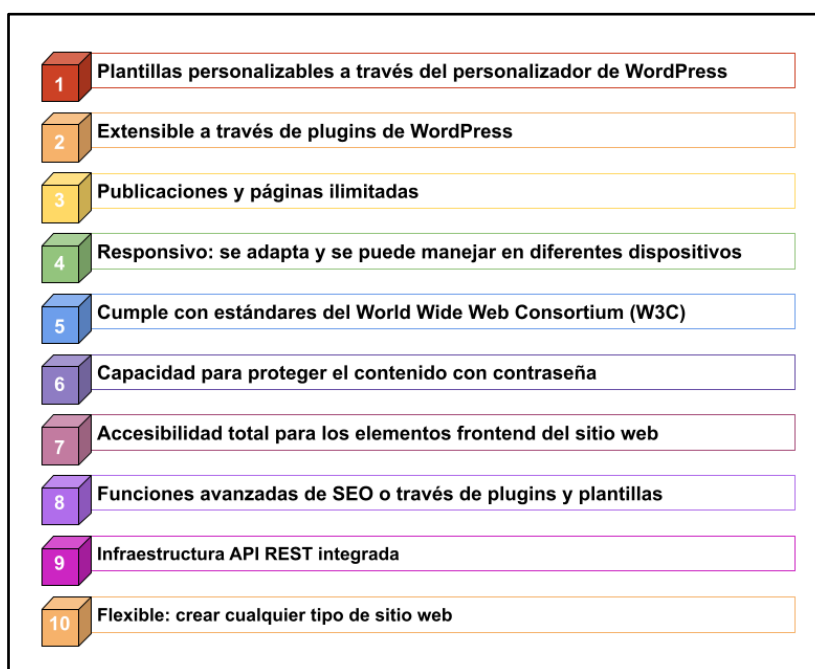 1 Plantillas personalizables a través del personalizador de WordPress
2 Extensible a través de plugins de WordPress
3 Publicaciones y páginas ilimitadas
4 Responsivo: se adapta y se puede manejar en diferentes dispositivos
5 Cumple con estándares del World Wide Web Consortium (W3C)
6 Capacidad para proteger el contenido con contraseña
7 Accesibilidad total para los elementos frontend del sitio web
8 Funciones avanzadas de SEO o través de plugins y plantillas
9 Infraestructura API REST integrada
10 Flexible: crear cualquier tipo de sitio web